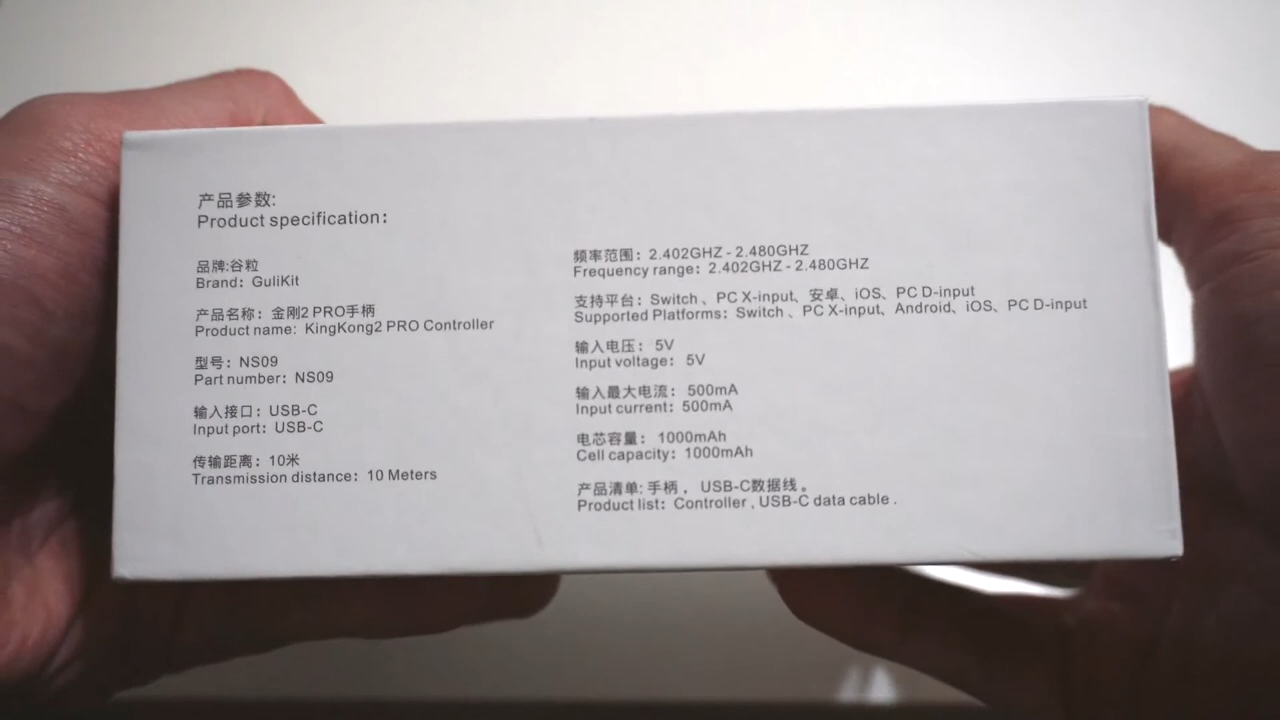 产品参数:
Product specification：
品牌:谷粒
Brand：GuliKit
产品名称：金刚2 PRO手柄
Product name：KingKong2 PRO Controller
型号：NS09
Part number：NS09
输入接口：USB-C
Input port：USB-C
传输距离：10米
Transmission distance：10 Meters
频率范围：2.402GHZ - 2.480GHZ
Frequency range：2.402GHZ - 2.480GHZ
支持平台：Switch 、PC X-input、安卓、iOS、PC D-input
Supported Platforms：Switch 、PC X-input、Android、iOS、PC D-input
输入电压：5V
Input voltage：5V
输入最大电流：500mA
Input current：500mA
电芯容量：1000mAh
Cell capacity：1000mAh
产品清单: 手柄 ，USB-C数据线 。
Product list：Controller , USB-C data cable .